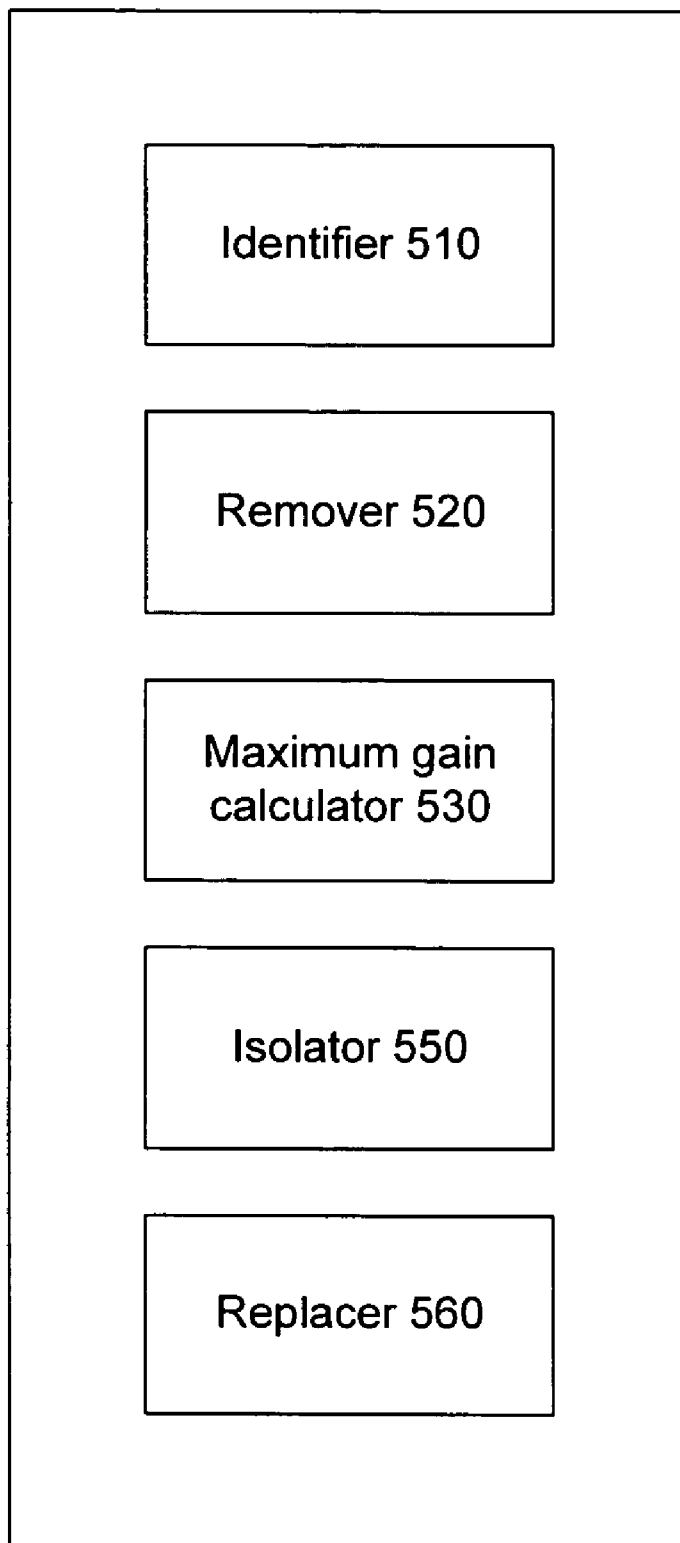 Identifier 510
Remover 520
Maximum gain
calculator 530
Isolator 550
Replacer 560